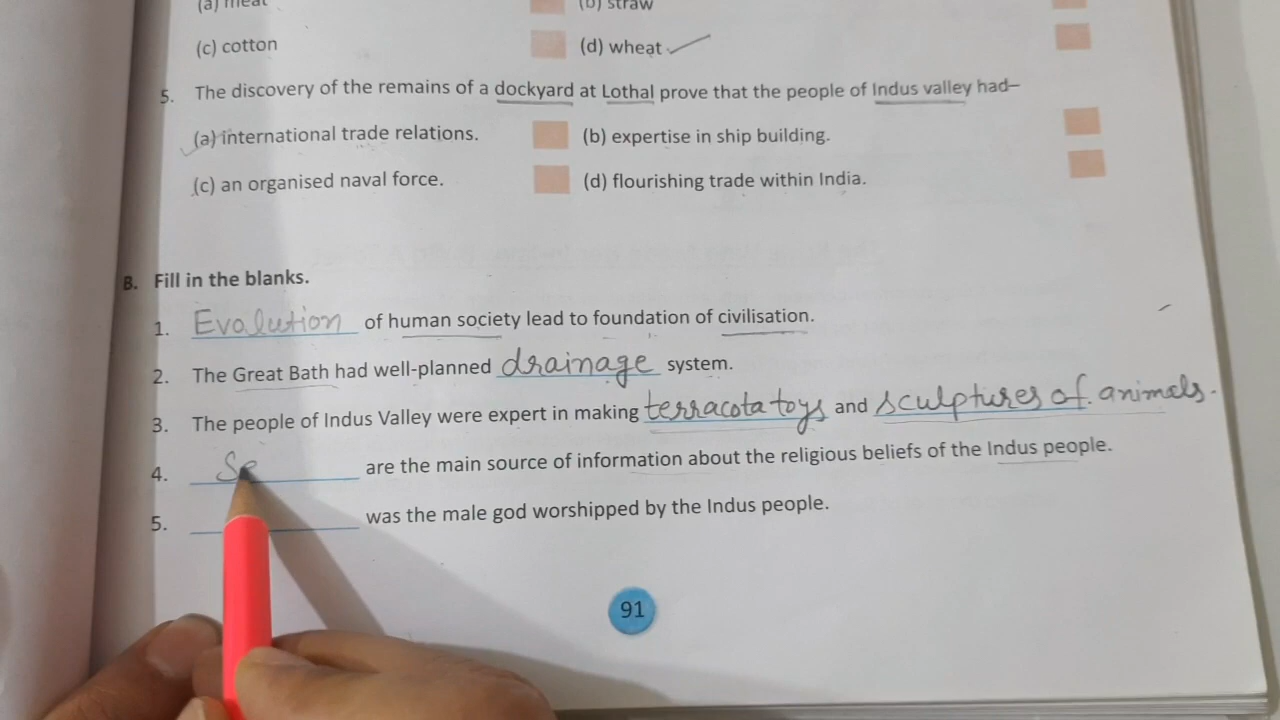 (a) meat (b) straw
(c) cotton (d) wheat
5. The discovery of the remains of a dockyard at Lothal prove that the people of Indus valley had–
(a) international trade relations. (b) expertise in ship building.
(c) an organised naval force. (d) flourishing trade within India.
B. Fill in the blanks.
1. Evalution of human society lead to foundation of civilisation.
2. The Great Bath had well-planned drainage system.
3. The people of Indus Valley were expert in making terracota toys and sculptures of animals.
4. Se are the main source of information about the religious beliefs of the Indus people.
5. was the male god worshipped by the Indus people.
91